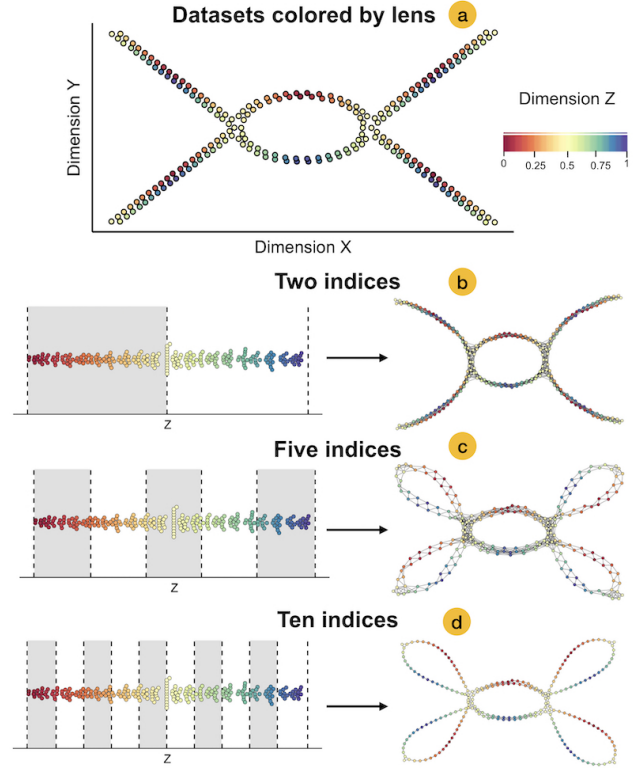 Datasets colored by lens a
Dimension Y
Dimension X
Dimension Z
0 0.25 0.5 0.75 1
Two indices b
Z
Five indices c
Z
Ten indices d
Z